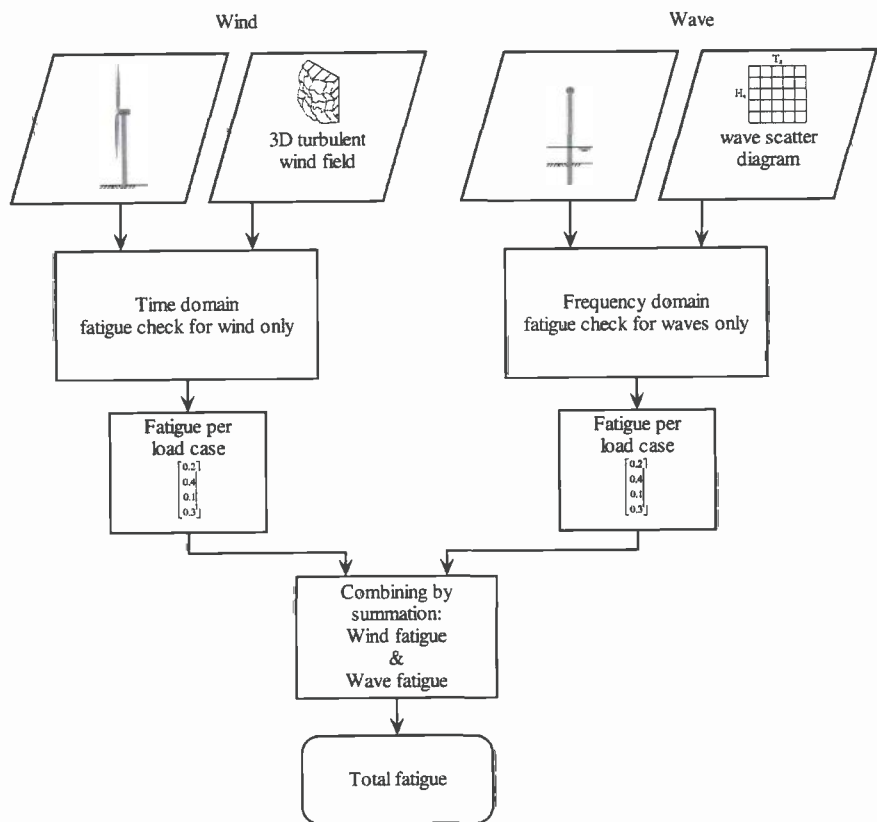 Wind
Wave
3D turbulent
wind field
T_z
H_s
wave scatter
diagram
Time domain
fatigue check for wind only
Frequency domain
fatigue check for waves only
Fatigue per
load case
0.2
0.4
0.1
0.3
Fatigue per
load case
0.2
0.4
0.1
0.3
Combining by
summation:
Wind fatigue
&
Wave fatigue
Total fatigue